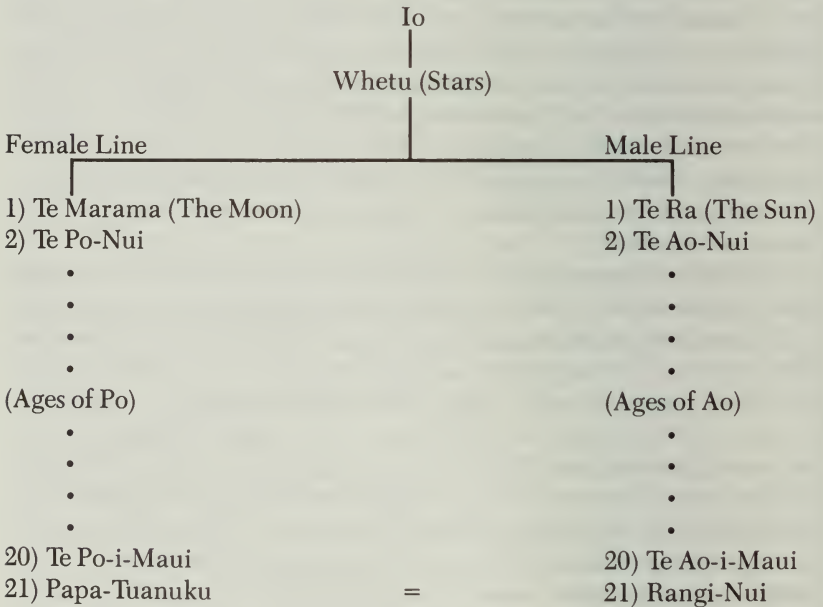 Io
Whetu (Stars)
Female Line Male Line
1) Te Marama (The Moon) 1) Te Ra (The Sun)
2) Te Po-Nui 2) Te Ao-Nui
• •
• •
• •
• •
(Ages of Po) (Ages of Ao)
• •
• •
• •
• •
20) Te Po-i-Maui 20) Te Ao-i-Maui
21) Papa-Tuanuku = 21) Rangi-Nui